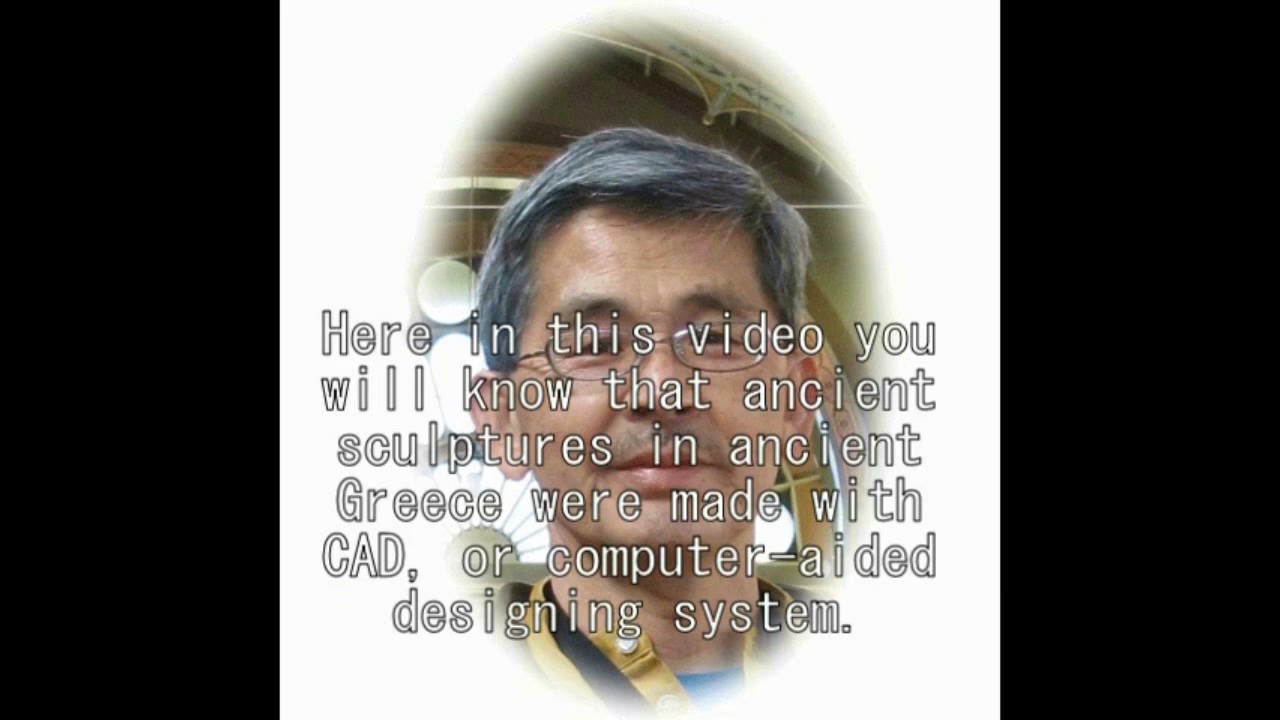 Here in this video you
will know that ancient
sculptures in ancient
Greece were made with
CAD, or computer-aided
designing system.